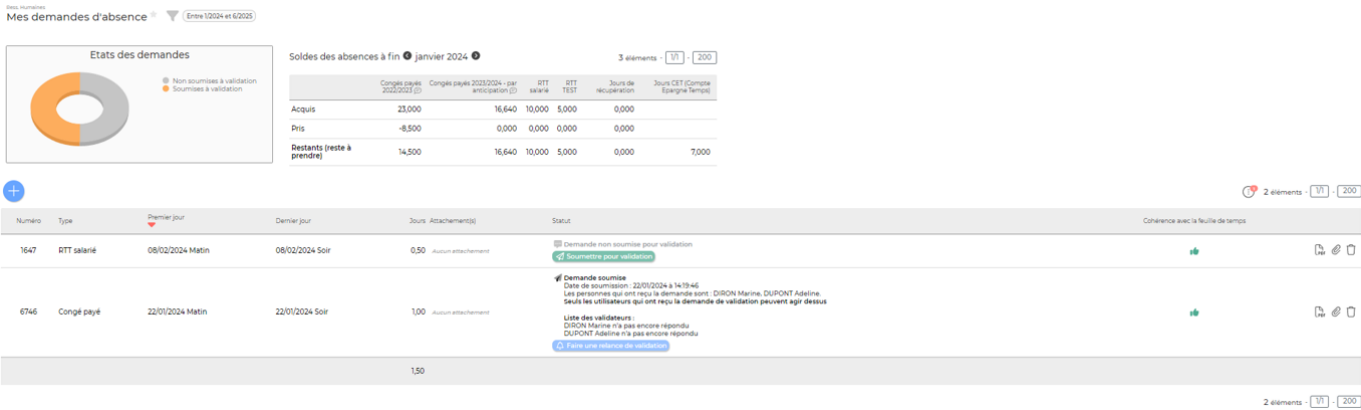 Ress. Humaines
Mes demandes d'absence
Entre 1/2024 et 6/2025
Etats des demandes
Non soumises à validation
Soumises à validation
Soldes des absences à fin janvier 2024
3 éléments - 1/1 - 200
Congés payés 2022/2023 Congés payés 2023/2024 - par anticipation RTT salarié RTT TEST Jours de récupération Jours CET (Compte Epargne Temps)
Acquis 23,000 16,640 10,000 5,000 0,000
Pris -8,500 0,000 0,000 0,000 0,000
Restants (reste à prendre) 14,500 16,640 10,000 5,000 0,000 7,000
2 éléments - 1/1 - 200
Numéro Type Premier jour Dernier jour Jours Attachement(s) Statut Cohérence avec la feuille de temps
1647 RTT salarié 08/02/2024 Matin 08/02/2024 Soir 0,50 Aucun attachement
Demande non soumise pour validation
Soumettre pour validation
6746 Congé payé 22/01/2024 Matin 22/01/2024 Soir 1,00 Aucun attachement
Demande soumise
Date de soumission : 22/01/2024 à 14:19:46
Les personnes qui ont reçu la demande sont : DIRON Marine, DUPONT Adeline.
Seuls les utilisateurs qui ont reçu la demande de validation peuvent agir dessus
Liste des validateurs :
DIRON Marine n'a pas encore répondu
DUPONT Adeline n'a pas encore répondu
Faire une relance de validation
1,50
2 éléments - 1/1 - 200